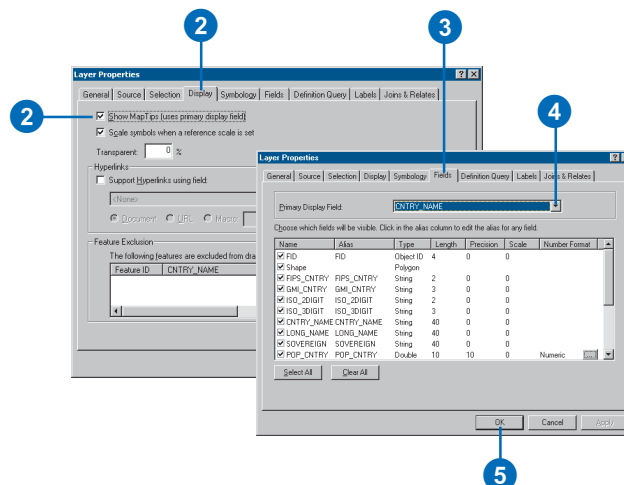 2
3
Layer Properties
General Source Selection Display Symbology Fields Definition Query Labels Joins & Relates
2
Show MapTips (uses primary display field)
4
Scale symbols when a reference scale is set
Transparent: 0 %
Hyperlinks
Support Hyperlinks using field:
<None>
Document URL Macro:
Feature Exclusion
The following features are excluded from dra
Feature ID CNTRY_NAME
Layer Properties
General Source Selection Display Symbology Fields Definition Query Labels Joins & Relates
Primary Display Field: CNTRY_NAME
Choose which fields will be visible. Click in the alias column to edit the alias for any field.
Name Alias Type Length Precision Scale Number Format
FID FID Object ID 4 0 0
Shape Polygon
FIPS_CNTRY FIPS_CNTRY String 2 0 0
GMI_CNTRY GMI_CNTRY String 3 0 0
ISO_2DIGIT ISO_2DIGIT String 2 0 0
ISO_3DIGIT ISO_3DIGIT String 3 0 0
CNTRY_NAME CNTRY_NAME String 40 0 0
LONG_NAME LONG_NAME String 40 0 0
SOVEREIGN SOVEREIGN String 40 0 0
POP_CNTRY POP_CNTRY Double 10 10 0 Numeric ...
Select All Clear All
OK Cancel Apply
5